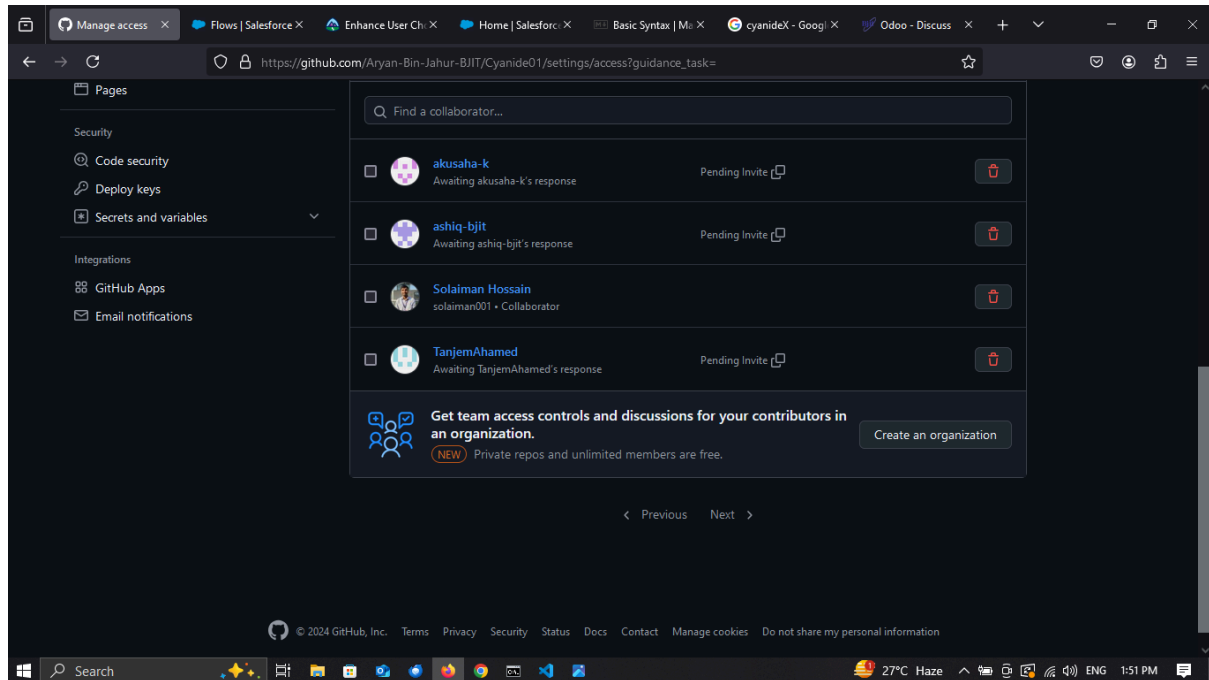 Manage access
Flows | Salesforce
Enhance User Ch
Home | Salesforc
Basic Syntax | Ma
cyanideX - Googl
Odoo - Discuss
https://github.com/Aryan-Bin-Jahur-BJIT/Cyanide01/settings/access?guidance_task=
Pages
Security
Code security
Deploy keys
Secrets and variables
Integrations
GitHub Apps
Email notifications
Find a collaborator...
akusaha-k
Awaiting akusaha-k's response
Pending Invite
ashiq-bjit
Awaiting ashiq-bjit's response
Pending Invite
Solaiman Hossain
solaiman001 • Collaborator
TanjemAhamed
Awaiting TanjemAhamed's response
Pending Invite
Get team access controls and discussions for your contributors in
an organization.
NEW Private repos and unlimited members are free.
Create an organization
Previous Next
© 2024 GitHub, Inc. Terms Privacy Security Status Docs Contact Manage cookies Do not share my personal information
Search
27°C Haze ENG 1:51 PM